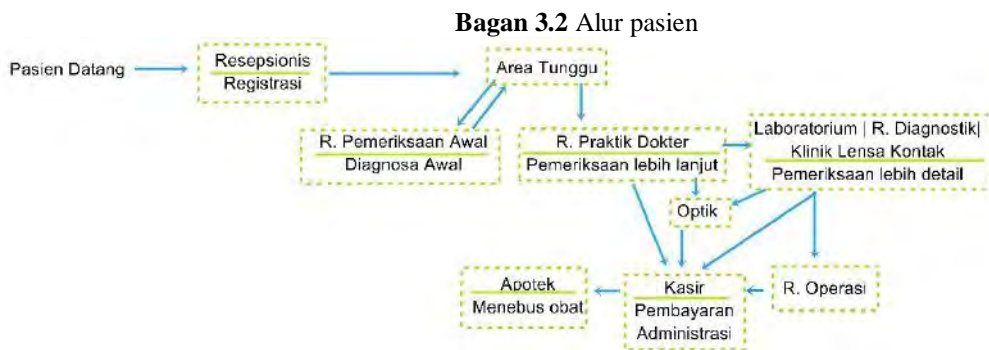 Bagan 3.2 Alur pasien
Pasien Datang
Resepsionis
Registrasi
Area Tunggu
R. Pemeriksaan Awal
Diagnosa Awal
R. Praktik Dokter
Pemeriksaan lebih lanjut
Laboratorium | R. Diagnostik|
Klinik Lensa Kontak
Pemeriksaan lebih detail
Optik
Apotek
Menebus obat
Kasir
Pembayaran
Administrasi
R. Operasi